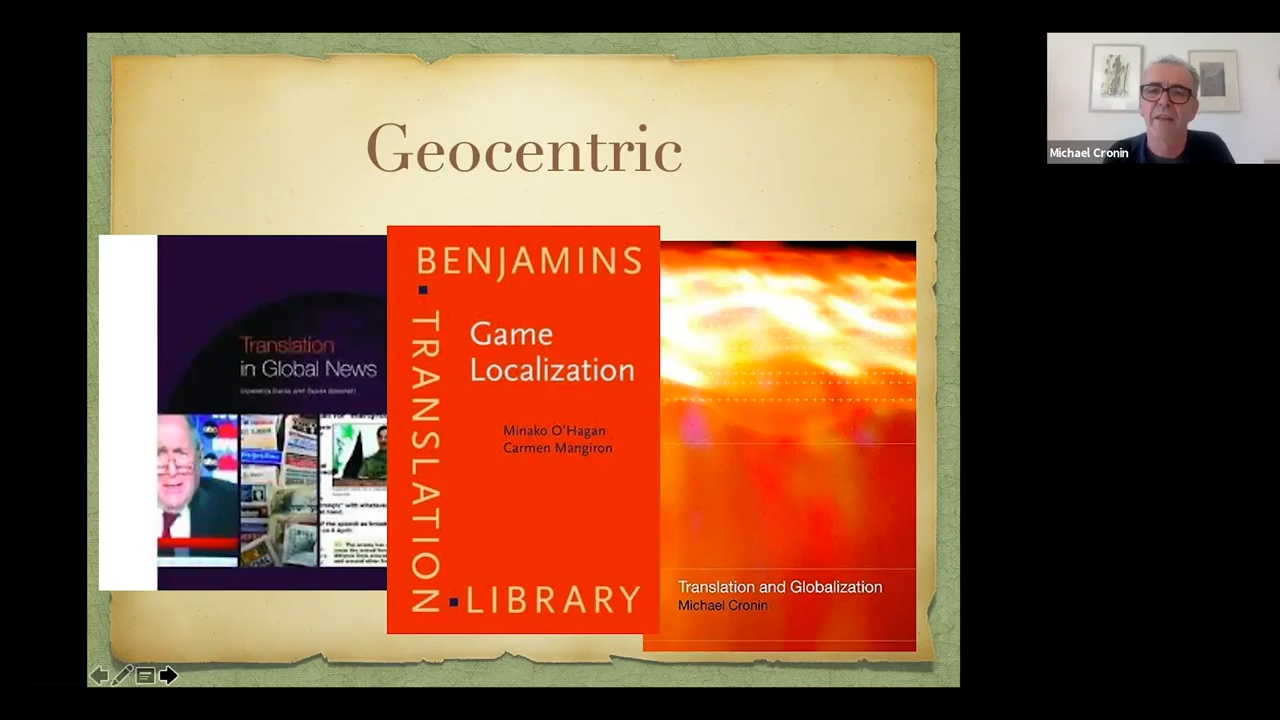 Geocentric
Translation
in Global News
BENJAMINS
TRANSLATION
LIBRARY
Game
Localization
Minako O'Hagan
Carmen Mangiron
Translation and Globalization
Michael Cronin
Michael Cronin